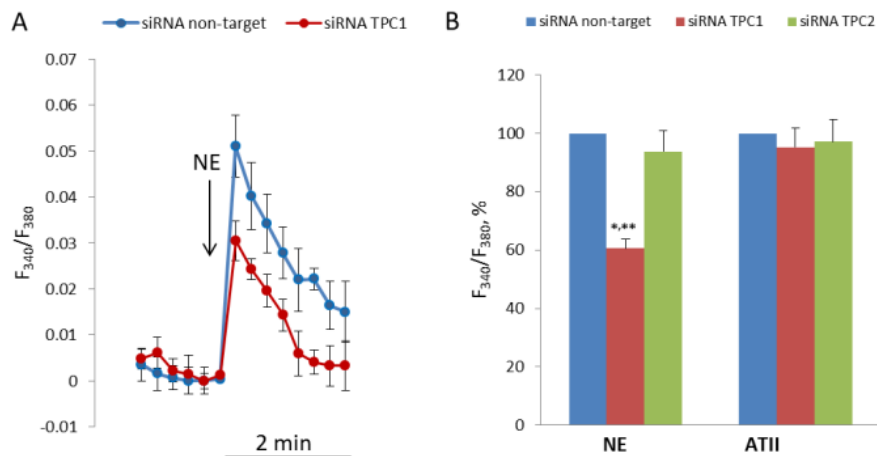 A
siRNA non-target
siRNA TPC1
0.07
0.06
0.05
0.04
0.03
0.02
0.01
0
-0.01
F340/F380
NE
2 min
B
siRNA non-target
siRNA TPC1
siRNA TPC2
120
100
80
60
40
20
0
F340/F380, %
*,**
NE
ATII